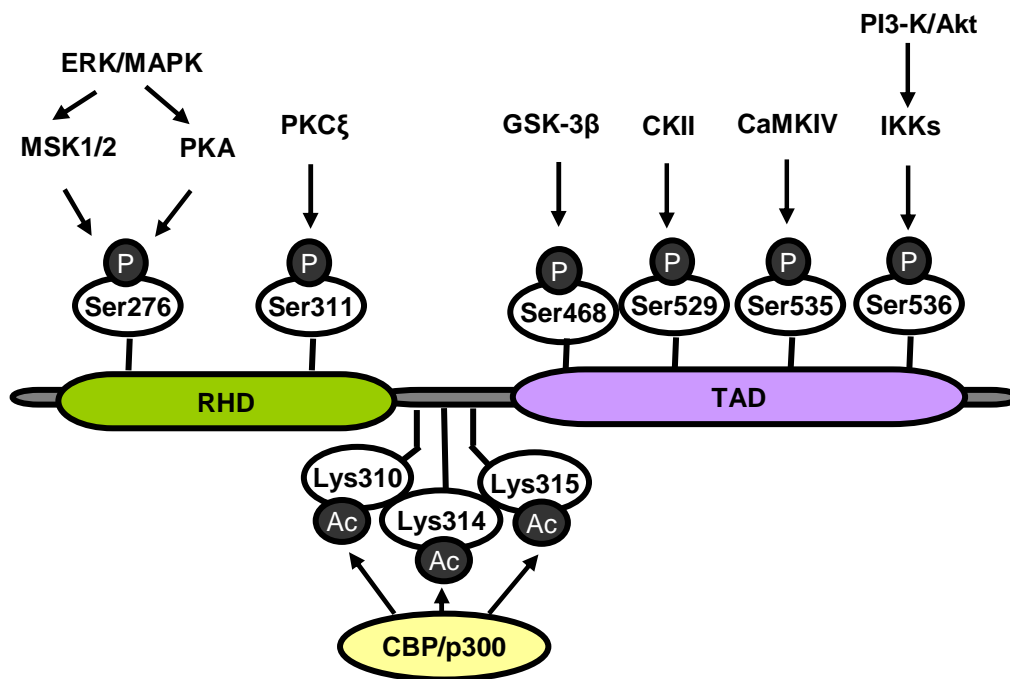 PI3-K/Akt
ERK/MAPK
MSK1/2 PKA PKCξ GSK-3β CKII CaMKIV IKKs
P P P P P P
Ser276 Ser311 Ser468 Ser529 Ser535 Ser536
RHD TAD
Lys310 Lys314 Lys315
Ac Ac Ac
CBP/p300